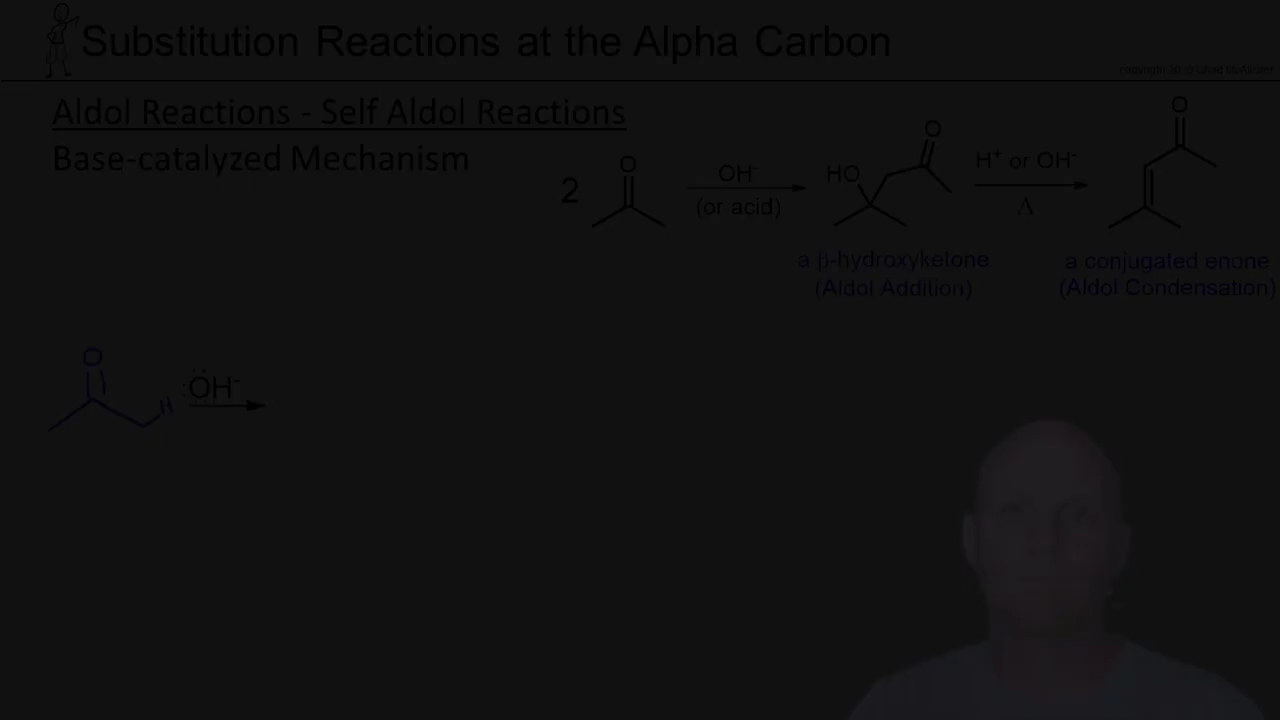 Substitution Reactions at the Alpha Carbon
Aldol Reactions - Self Aldol Reactions
Base-catalyzed Mechanism
2
O
OH⁻
(or acid)
HO
O
H⁺ or OH⁻
Δ
O
a β-hydroxyketone
(Aldol Addition)
a conjugated enone
(Aldol Condensation)
O
H
:ÖH⁻